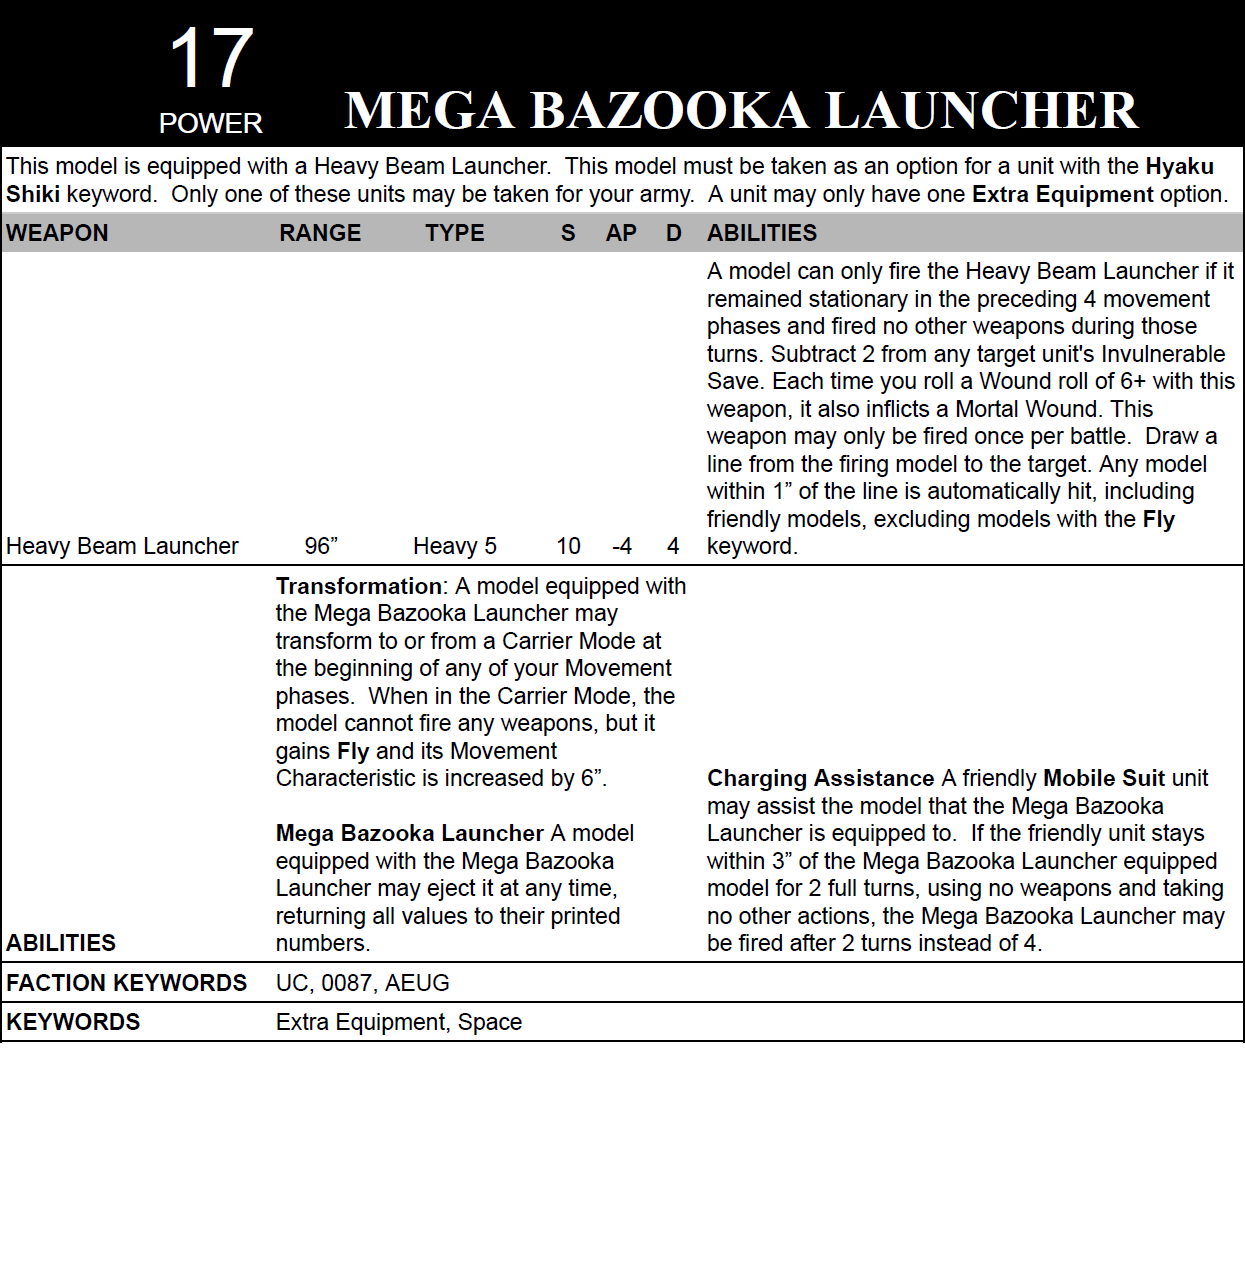 17
POWER
MEGA BAZOOKA LAUNCHER
This model is equipped with a Heavy Beam Launcher.  This model must be taken as an option for a unit with the Hyaku
Shiki keyword.  Only one of these units may be taken for your army.  A unit may only have one Extra Equipment option.
WEAPON RANGE TYPE S AP D ABILITIES
A model can only fire the Heavy Beam Launcher if it
remained stationary in the preceding 4 movement
phases and fired no other weapons during those
turns. Subtract 2 from any target unit's Invulnerable
Save. Each time you roll a Wound roll of 6+ with this
weapon, it also inflicts a Mortal Wound. This
weapon may only be fired once per battle.  Draw a
line from the firing model to the target. Any model
within 1” of the line is automatically hit, including
friendly models, excluding models with the Fly
Heavy Beam Launcher 96” Heavy 5 10 -4 4 keyword.
Transformation: A model equipped with
the Mega Bazooka Launcher may
transform to or from a Carrier Mode at
the beginning of any of your Movement
phases.  When in the Carrier Mode, the
model cannot fire any weapons, but it
gains Fly and its Movement
Characteristic is increased by 6”.
Mega Bazooka Launcher A model
equipped with the Mega Bazooka
Launcher may eject it at any time,
returning all values to their printed
numbers.
Charging Assistance A friendly Mobile Suit unit
may assist the model that the Mega Bazooka
Launcher is equipped to.  If the friendly unit stays
within 3” of the Mega Bazooka Launcher equipped
model for 2 full turns, using no weapons and taking
no other actions, the Mega Bazooka Launcher may
be fired after 2 turns instead of 4.
ABILITIES
FACTION KEYWORDS UC, 0087, AEUG
KEYWORDS Extra Equipment, Space